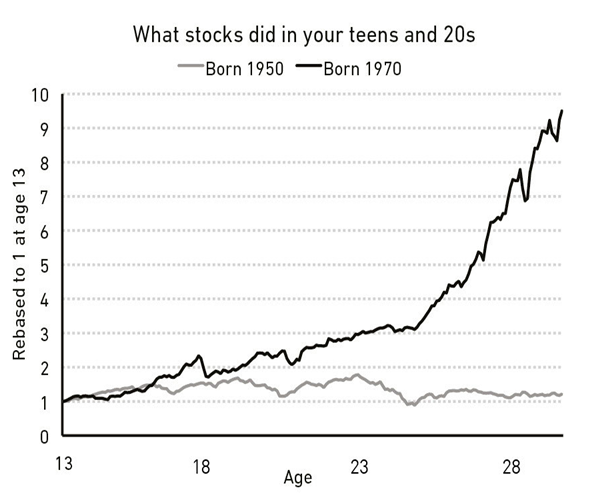 What stocks did in your teens and 20s
Born 1950 Born 1970
Rebased to 1 at age 13
10
9
8
7
6
5
4
3
2
1
0
13 18 23 28
Age